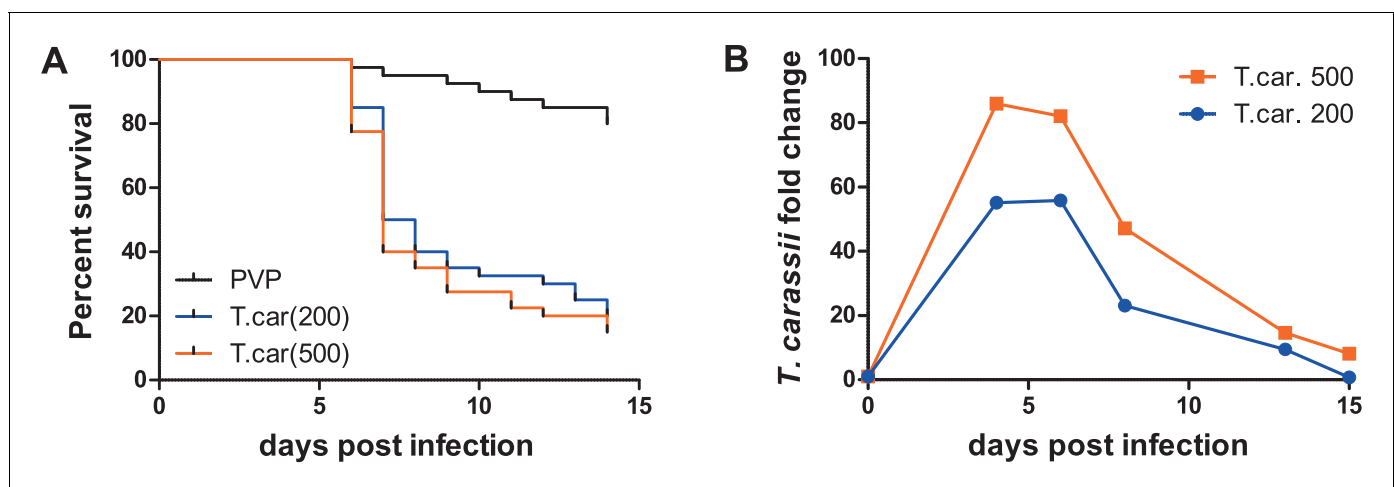 A
Percent survival
100
80
60
40
20
0
0 5 10 15
days post infection
PVP
T.car(200)
T.car(500)
B
T. carassii fold change
100
80
60
40
20
0
0 5 10 15
days post infection
T.car. 500
T.car. 200